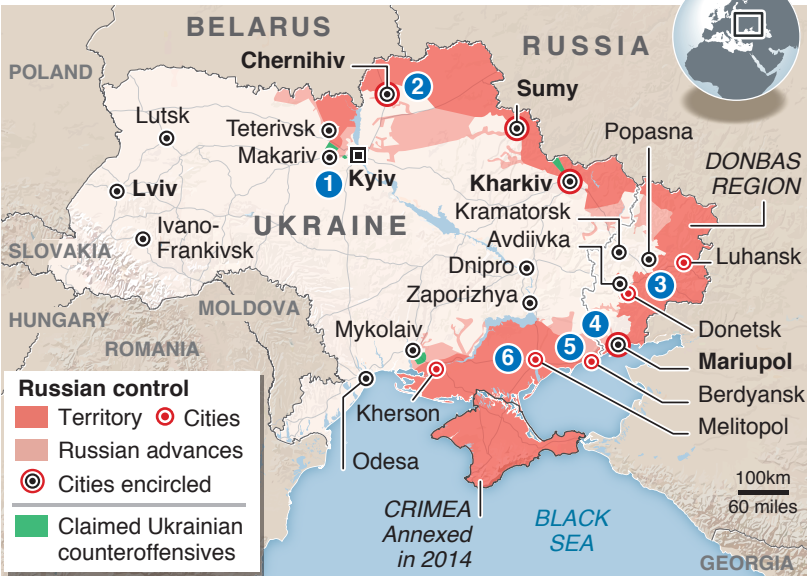 BELARUS
RUSSIA
POLAND
Chernihiv
2
Sumy
Lutsk
Teterivsk
Makariv
Popasna
DONBAS
REGION
1
Kyiv
Lviv
Kharkiv
UKRAINE
Kramatorsk
Avdiivka
Ivano-
Frankivsk
SLOVAKIA
Dnipro
Luhansk
3
Zaporizhya
HUNGARY
MOLDOVA
ROMANIA
Mykolaiv
4
5
6
Donetsk
Mariupol
Berdyansk
Melitopol
Kherson
Odesa
Russian control
Territory
Cities
Russian advances
Cities encircled
Claimed Ukrainian
counteroffensives
CRIMEA
Annexed
in 2014
BLACK
SEA
100km
60 miles
GEORGIA